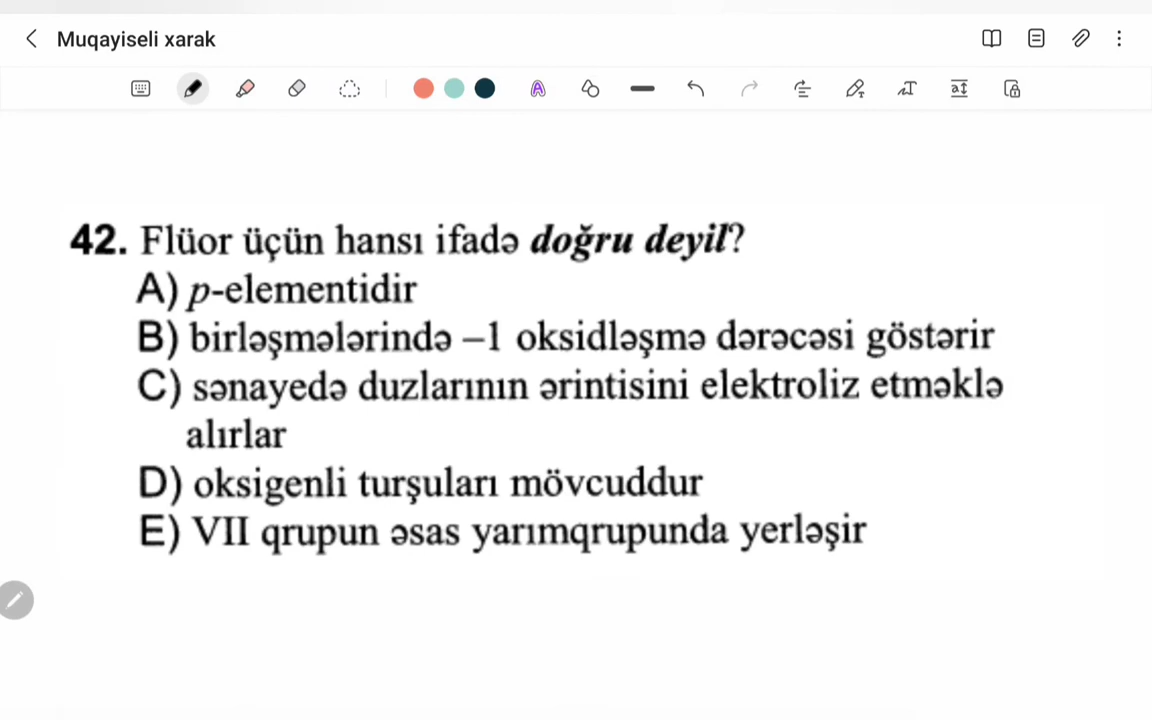 Muqayiseli xarak
42. Flüor üçün hansı ifadə doğru deyil?
A) p-elementidir
B) birləşmələrində –1 oksidləşmə dərəcəsi göstərir
C) sənayedə duzlarının ərintisini elektroliz etməklə
alırlar
D) oksigenli turşuları mövcuddur
E) VII qrupun əsas yarımqrupunda yerləşir